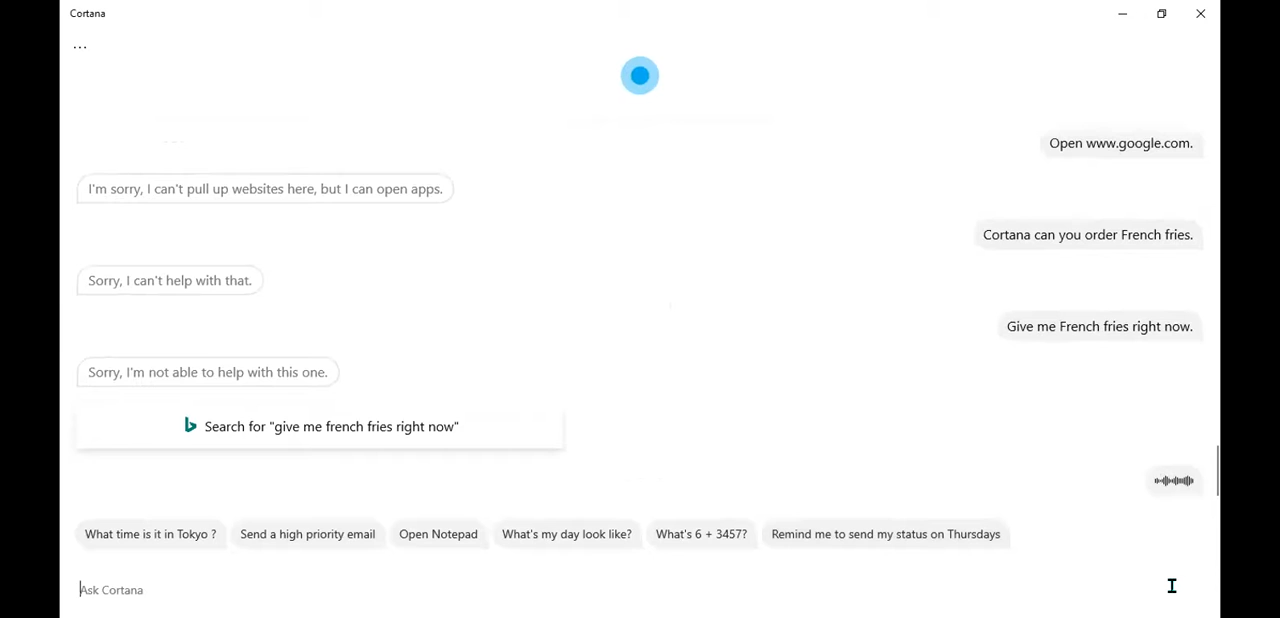 Cortana
...
Open www.google.com.
I'm sorry, I can't pull up websites here, but I can open apps.
Cortana can you order French fries.
Sorry, I can't help with that.
Give me French fries right now.
Sorry, I'm not able to help with this one.
Search for "give me french fries right now"
What time is it in Tokyo ? Send a high priority email Open Notepad What's my day look like? What's 6 + 3457? Remind me to send my status on Thursdays
Ask Cortana